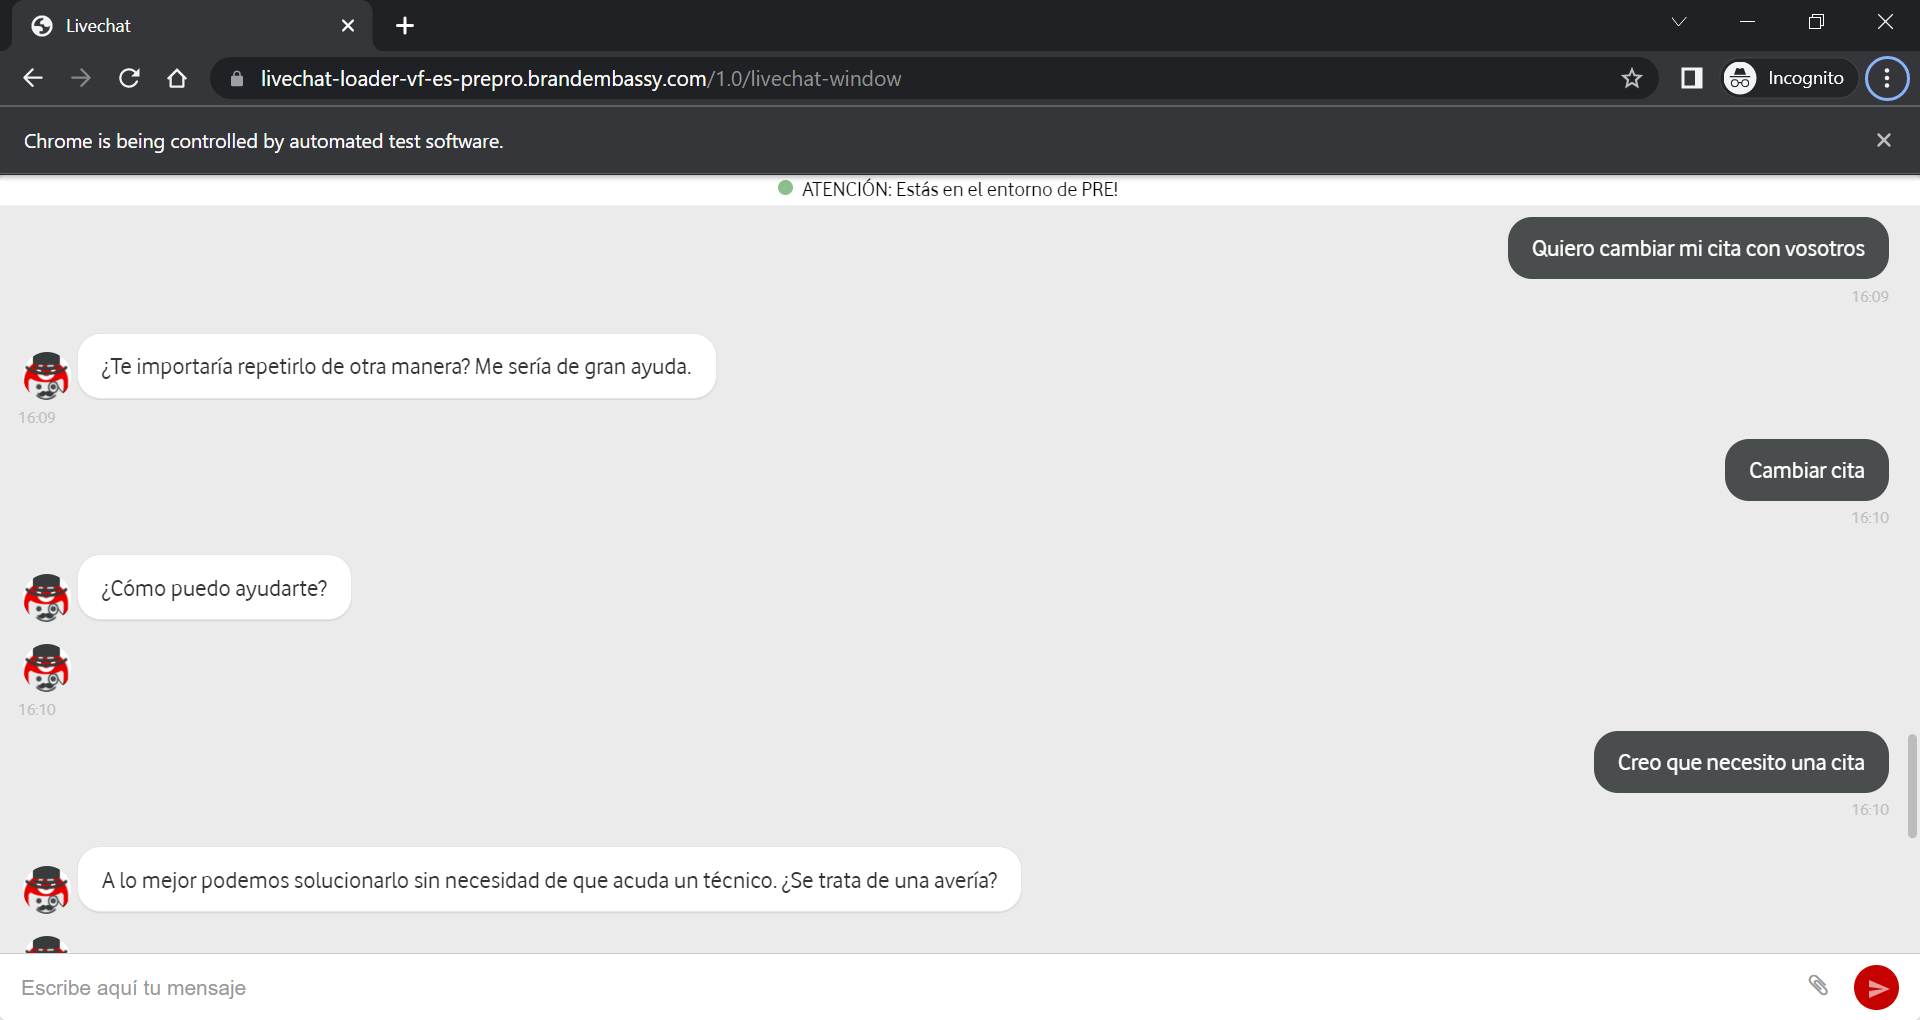 Livechat
livechat-loader-vf-es-prepro.brandembassy.com/1.0/livechat-window
Incognito
Chrome is being controlled by automated test software.
ATENCIÓN: Estás en el entorno de PRE!
Quiero cambiar mi cita con vosotros
16:09
¿Te importaría repetirlo de otra manera? Me sería de gran ayuda.
16:09
Cambiar cita
16:10
¿Cómo puedo ayudarte?
16:10
Creo que necesito una cita
16:10
A lo mejor podemos solucionarlo sin necesidad de que acuda un técnico. ¿Se trata de una avería?
Escribe aquí tu mensaje